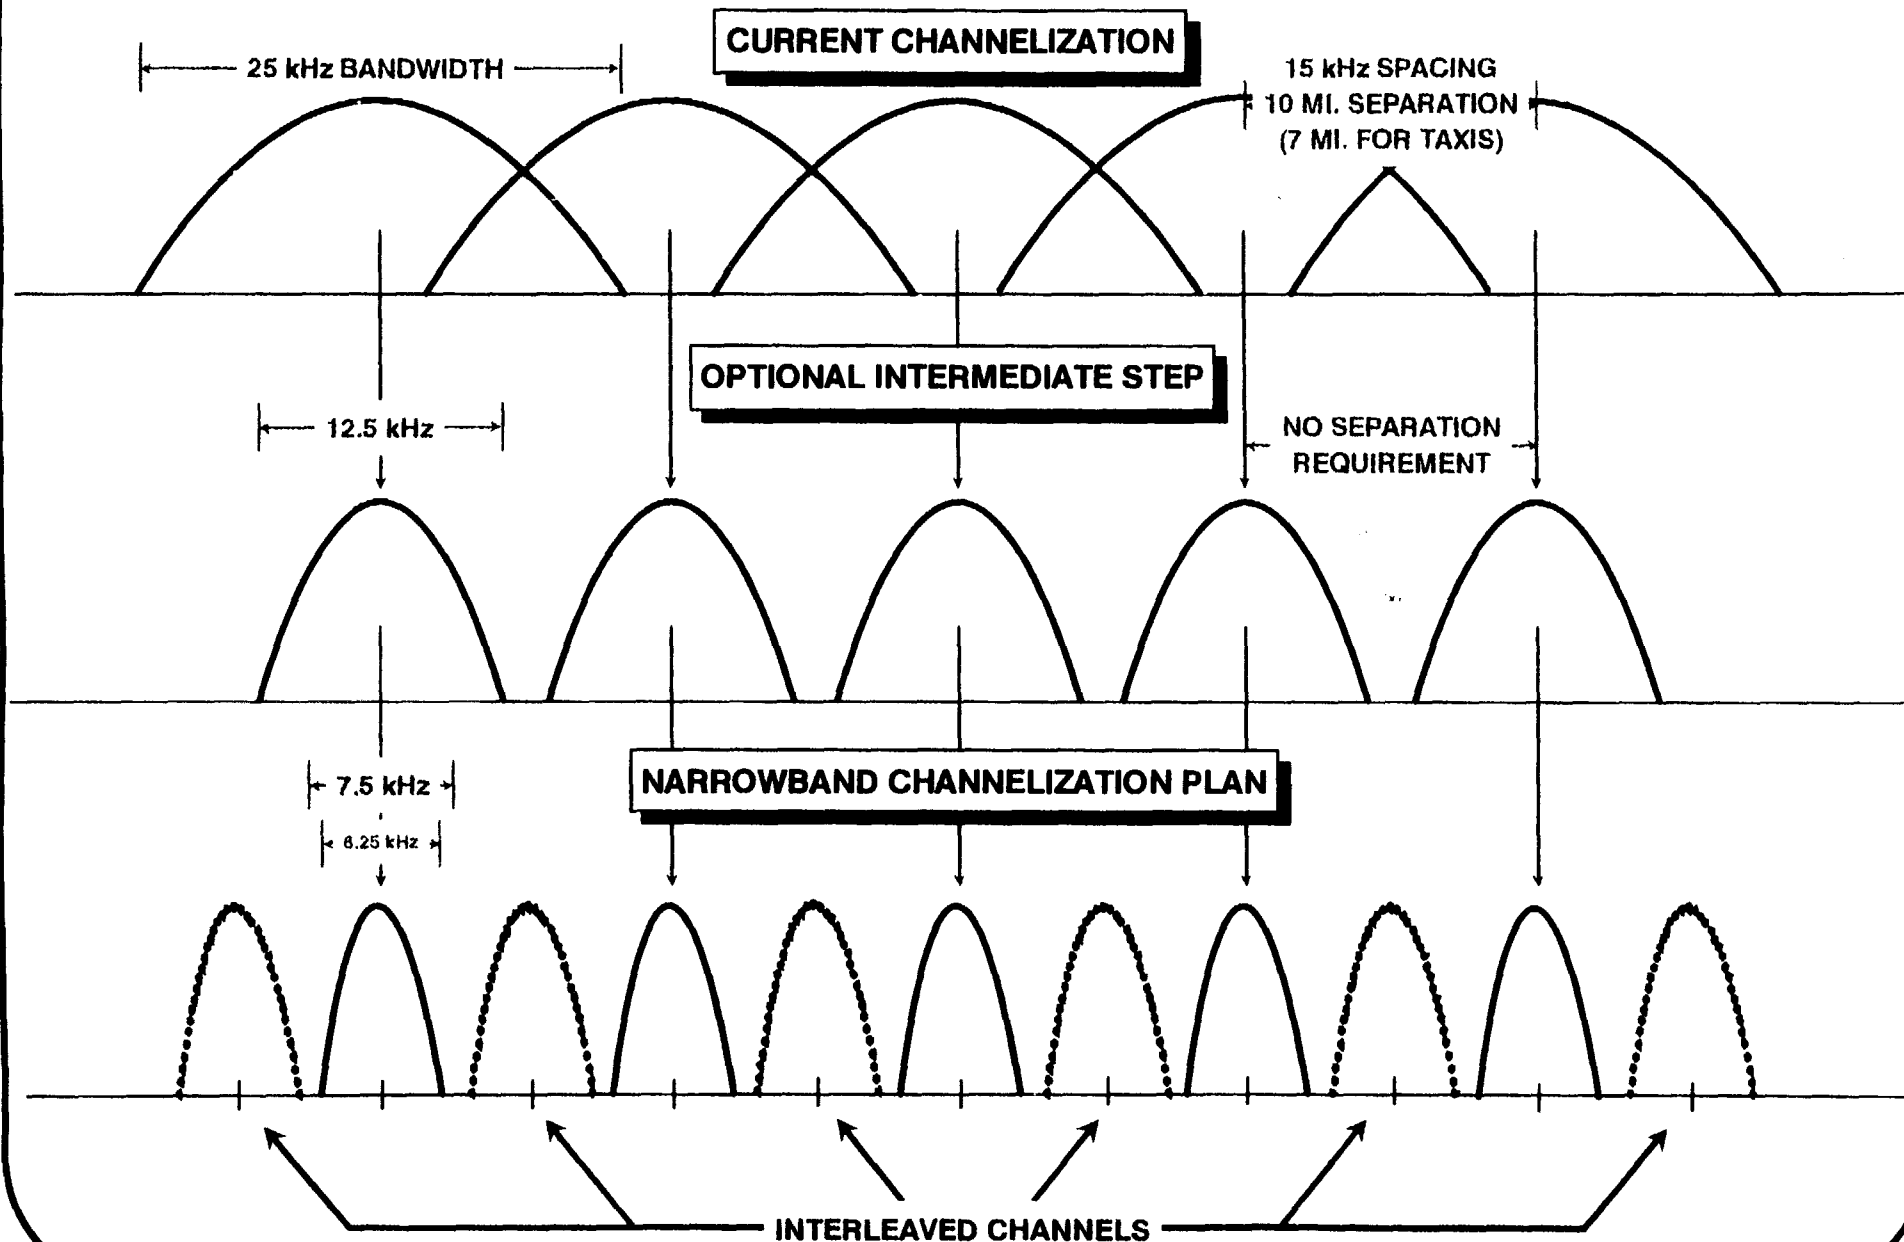 CURRENT CHANNELIZATION
25 kHz BANDWIDTH
15 kHz SPACING
10 MI. SEPARATION
(7 MI. FOR TAXIS)
OPTIONAL INTERMEDIATE STEP
12.5 kHz
NO SEPARATION
REQUIREMENT
NARROWBAND CHANNELIZATION PLAN
7.5 kHz
6.25 kHz
INTERLEAVED CHANNELS